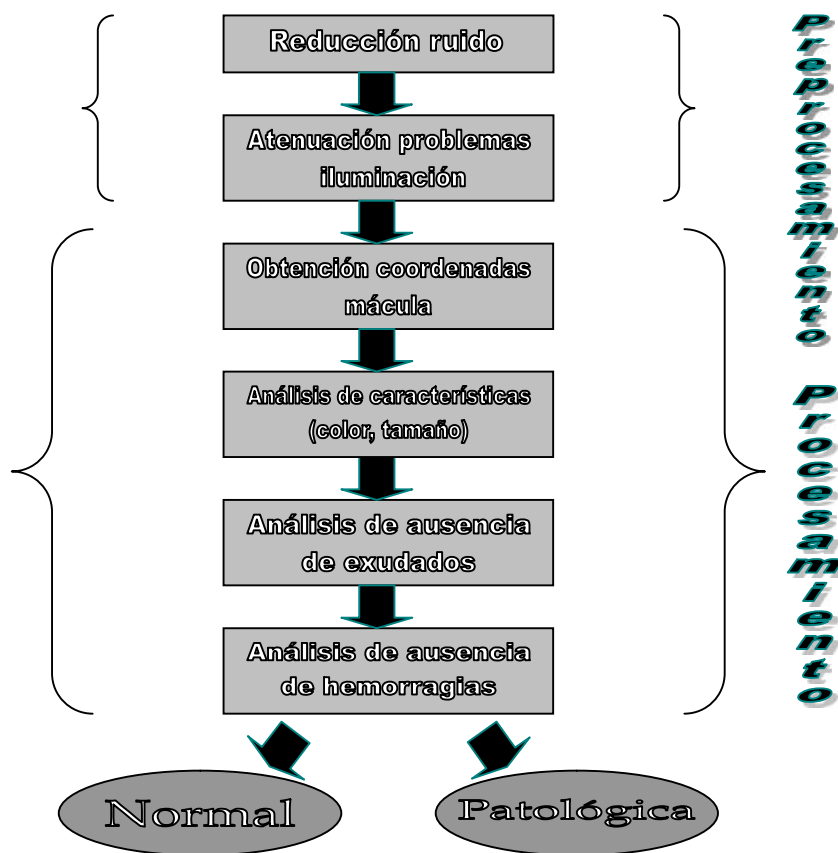 Reducción ruido
Atenuación problemas
iluminación
Obtención coordenadas
mácula
Análisis de características
(color, tamaño)
Análisis de ausencia
de exudados
Análisis de ausencia
de hemorragias
Normal
Patológica
Preprocesamiento
Procesamiento